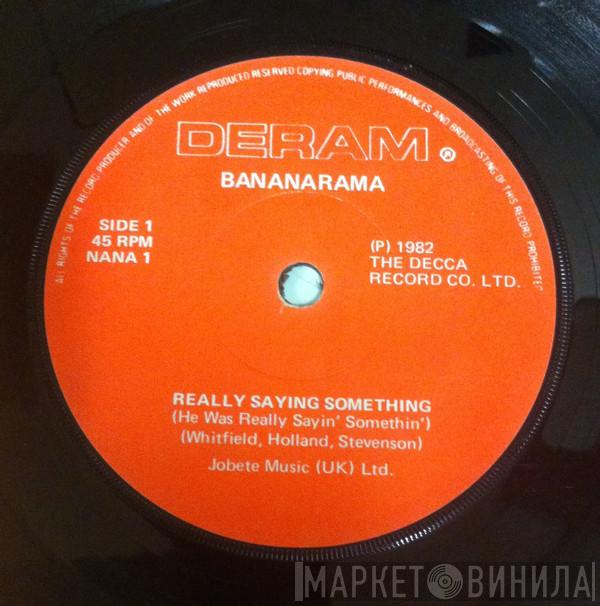 ALL RIGHTS OF THE RECORD PRODUCER AND OF THE WORK REPRODUCED RESERVED COPYING PUBLIC PERFORMANCES AND BROADCASTING OF THIS RECORD PROHIBITED
DERAM ®
BANANARAMA
SIDE 1
45 RPM
NANA 1
(P) 1982
THE DECCA
RECORD CO. LTD.
REALLY SAYING SOMETHING
(He Was Really Sayin' Somethin')
(Whitfield, Holland, Stevenson)
Jobete Music (UK) Ltd.
МАРКЕТ ВИНИЛА